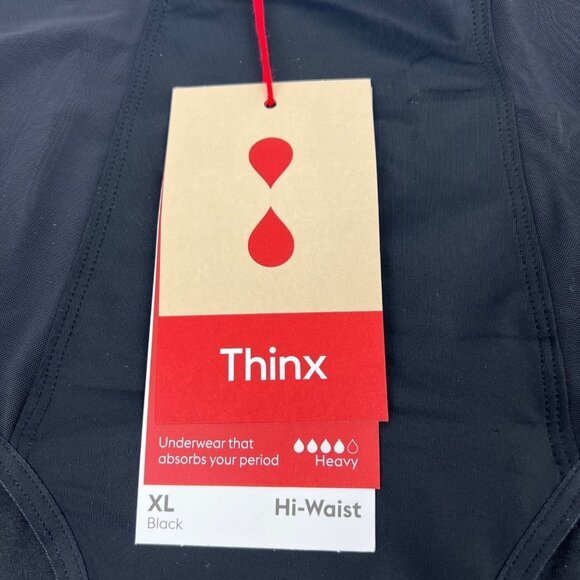 Thinx
Underwear that
absorbs your period
Heavy
XL
Black
Hi-Waist